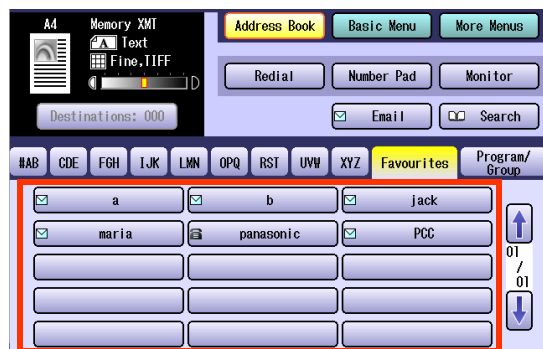 A4 Memory XMT Address Book Basic Menu More Menus
A Text
Fine,TIFF
D Redial Number Pad Monitor
Destinations: 000 Email Search
#AB CDE FGH IJK LMN OPQ RST UVW XYZ Favourites Program/
Group
a b jack
maria panasonic PCC
01
/
01